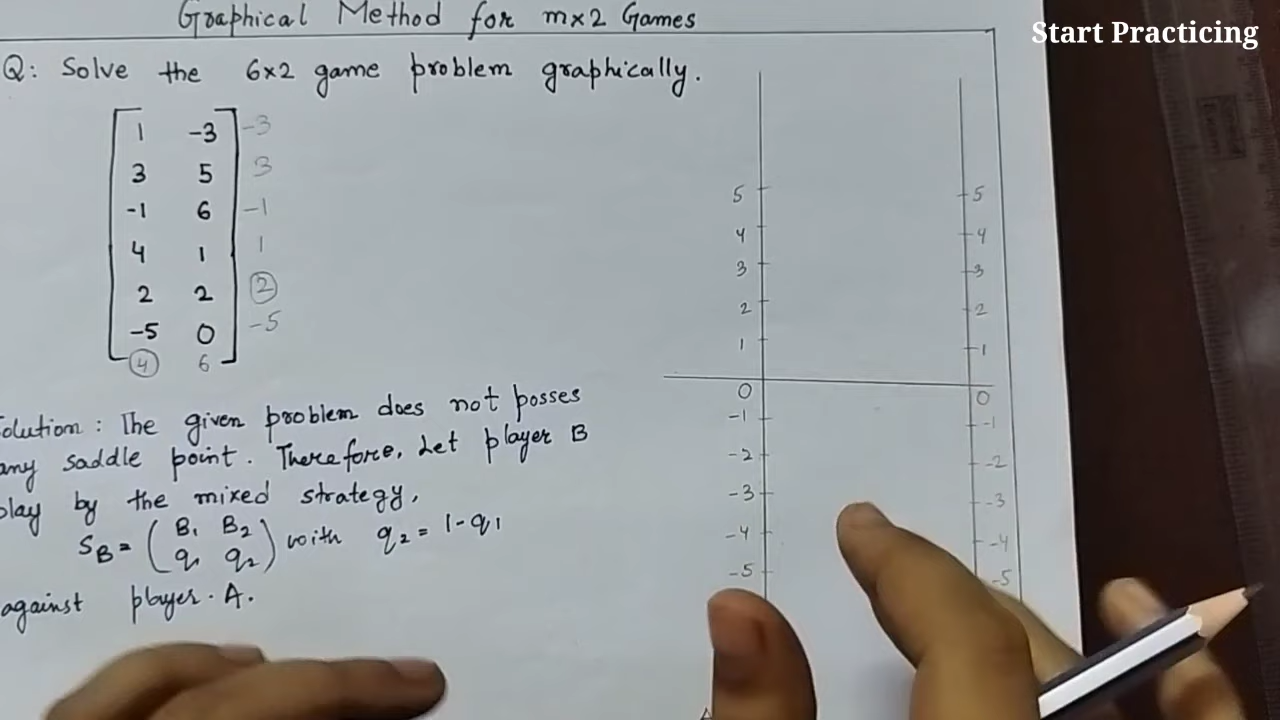 Graphical Method for m×2 Games
Start Practicing
Q: Solve the 6×2 game problem graphically.
1 -3 -3
3 5 3
-1 6 -1
4 1 1
2 2 2
-5 0 -5
4 6
olution: The given problem does not posses
any saddle point. Therefore, Let player B
play by the mixed strategy,
S_B = ( B₁ B₂
q₁ q₂ ) with q₂ = 1-q₁
against player. A.
5 5
4 4
3 3
2 2
1 1
0 0
-1 -1
-2 -2
-3 -3
-4 -4
-5 -5